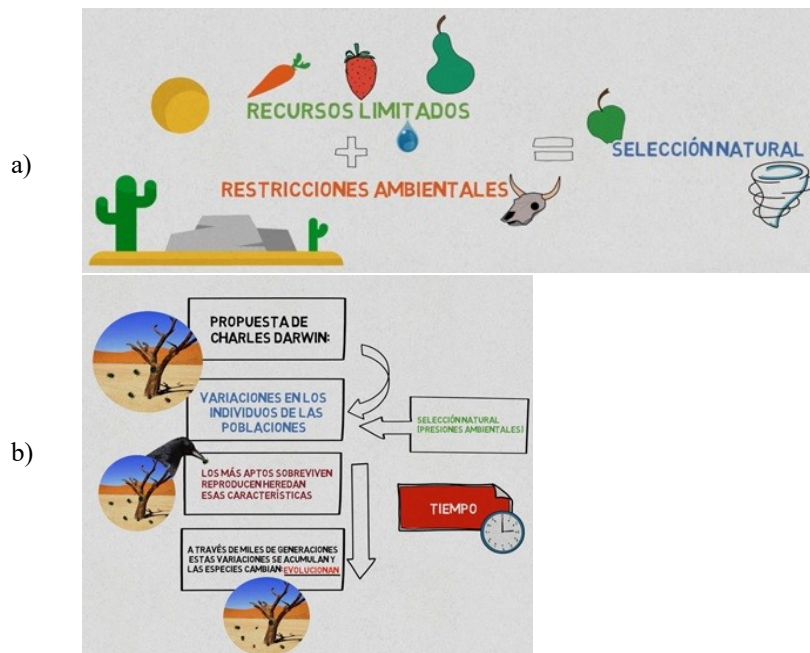 a)
RECURSOS LIMITADOS
+
=
SELECCIÓN NATURAL
RESTRICCIONES AMBIENTALES
b)
PROPUESTA DE
CHARLES DARWIN:
VARIACIONES EN LOS
INDIVIDUOS DE LAS
POBLACIONES
SELECCIÓN NATURAL
(PRESIONES AMBIENTALES)
LOS MÁS APTOS SOBREVIVEN
REPRODUCEN HEREDAN
ESAS CARACTERÍSTICAS
TIEMPO
A TRAVÉS DE MILES DE GENERACIONES
ESTAS VARIACIONES SE ACUMULAN Y
LAS ESPECIES CAMBIAN: EVOLUCIONAN